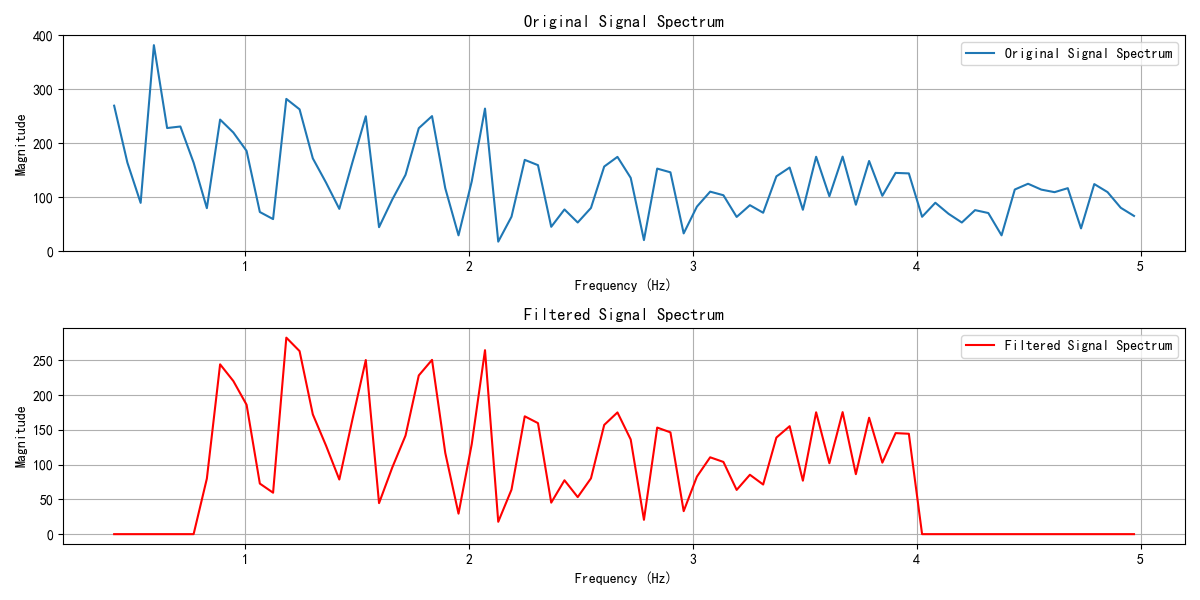 Original Signal Spectrum
400
300
200
100
0
Magnitude
Original Signal Spectrum
1 2 3 4 5
Frequency (Hz)
Filtered Signal Spectrum
250
200
150
100
50
0
Magnitude
Filtered Signal Spectrum
1 2 3 4 5
Frequency (Hz)